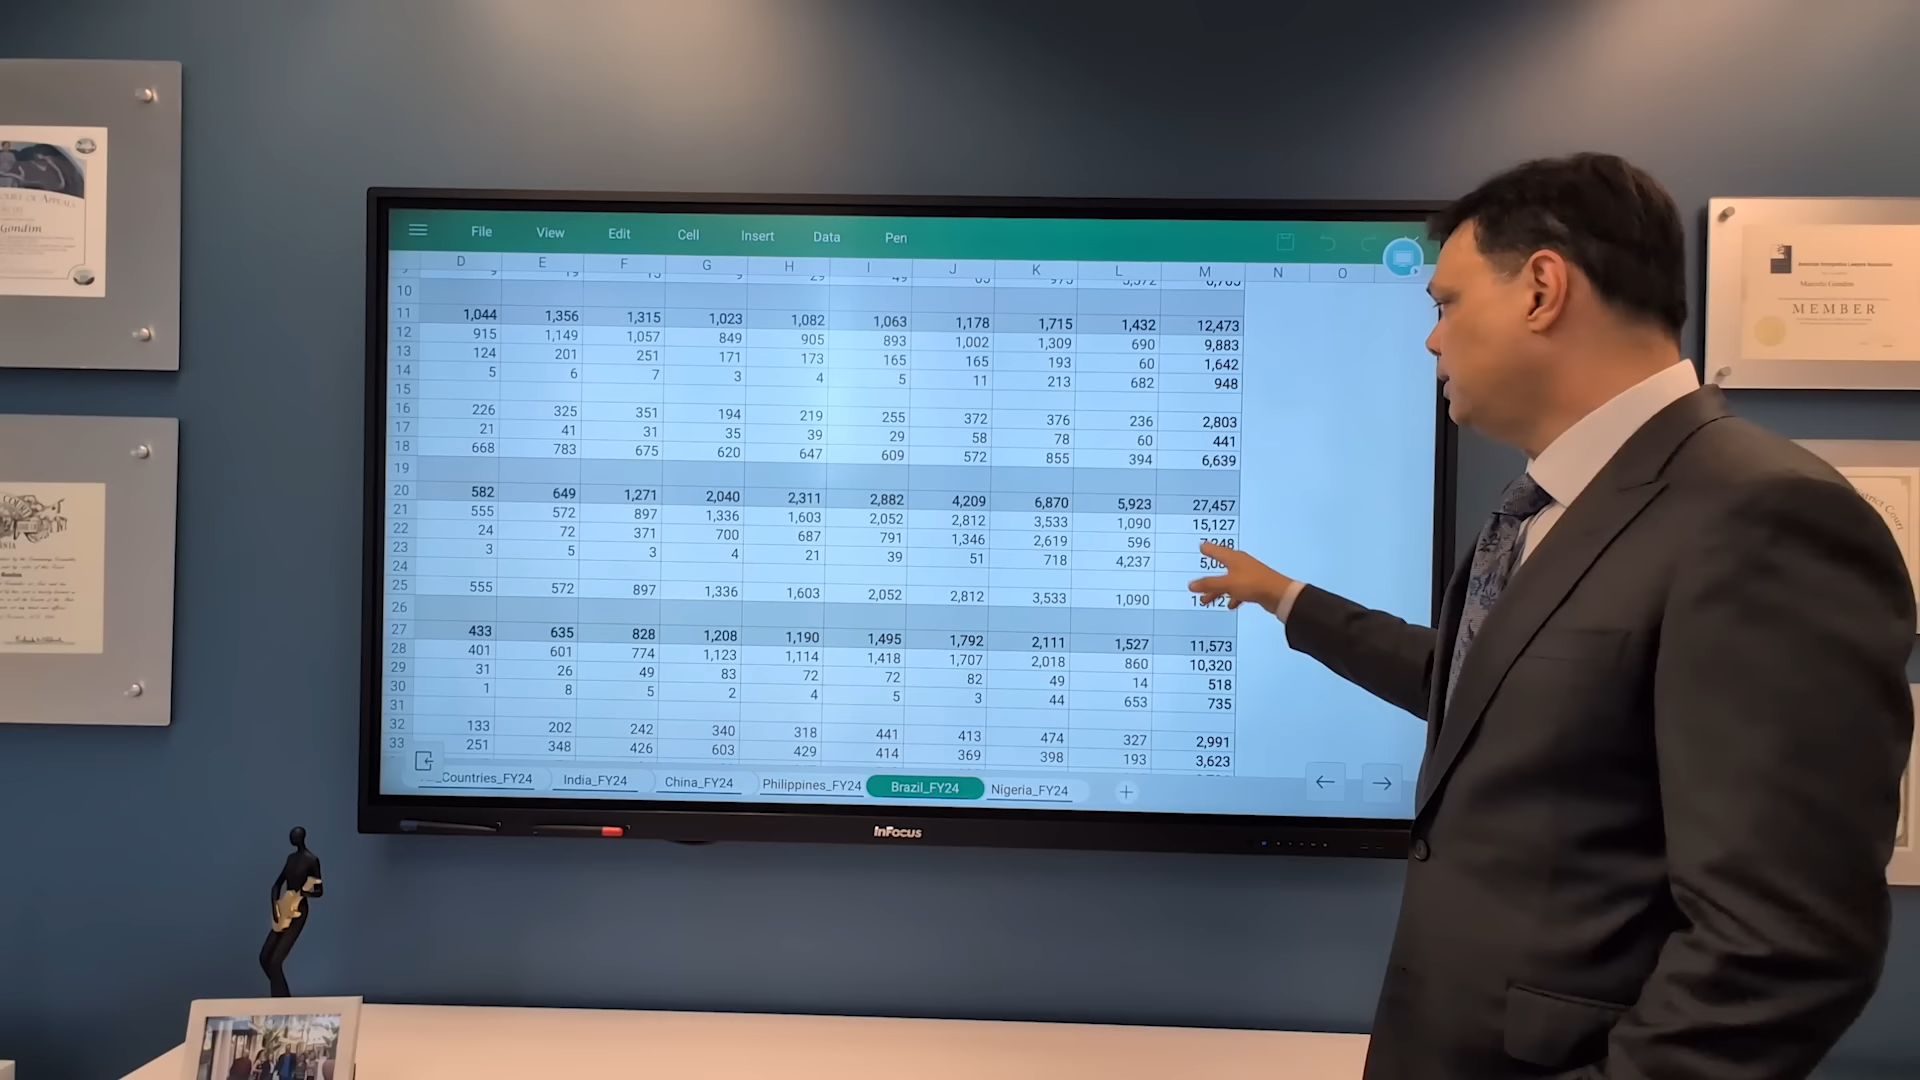 File View Edit Cell Insert Data Pen
D E F G H I J K L M N O
10
11 1,044 1,356 1,315 1,023 1,082 1,063 1,178 1,715 1,432 12,473
12 915 1,149 1,057 849 905 893 1,002 1,309 690 9,883
13 124 201 251 171 173 165 165 193 60 1,642
14 5 6 7 3 4 5 11 213 682 948
15
16 226 325 351 194 219 255 372 376 236 2,803
17 21 41 31 35 39 29 58 78 60 441
18 668 783 675 620 647 609 572 855 394 6,639
19
20 582 649 1,271 2,040 2,311 2,882 4,209 6,870 5,923 27,457
21 555 572 897 1,336 1,603 2,052 2,812 3,533 1,090 15,127
22 24 72 371 700 687 791 1,346 2,619 596
23 3 5 3 4 21 39 51 718 4,237
24
25 555 572 897 1,336 1,603 2,052 2,812 3,533 1,090
26
27 433 635 828 1,208 1,190 1,495 1,792 2,111 1,527 11,573
28 401 601 774 1,123 1,114 1,418 1,707 2,018 860 10,320
29 31 26 49 83 72 72 82 49 14 518
30 1 8 5 2 4 5 3 44 653 735
31
32 133 202 242 340 318 441 413 474 327 2,991
33 251 348 426 603 429 414 369 398 193 3,623
Countries_FY24 India_FY24 China_FY24 Philippines_FY24 Brazil_FY24 Nigeria_FY24
InFocus
Gondim
American Immigration Lawyers Association
Marcelo Gondim
MEMBER